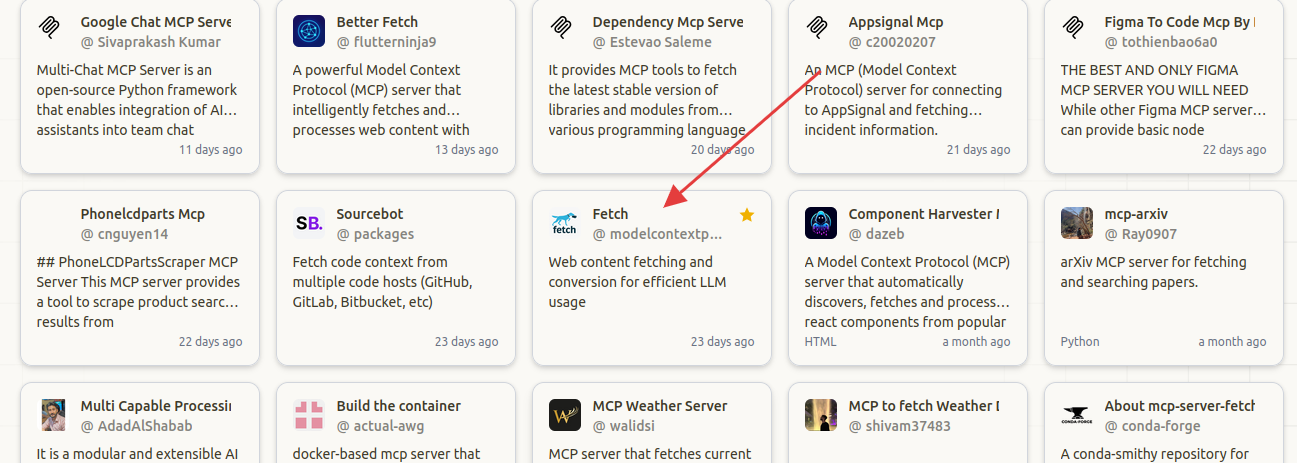 Google Chat MCP Serve
@ Sivaprakash Kumar
Multi-Chat MCP Server is an
open-source Python framework
that enables integration of AI…
assistants into team chat
11 days ago
Better Fetch
@ flutterninja9
A powerful Model Context
Protocol (MCP) server that
intelligently fetches and…
processes web content with
13 days ago
Dependency Mcp Serve
@ Estevao Saleme
It provides MCP tools to fetch
the latest stable version of
libraries and modules from…
various programming language
20 days ago
Appsignal Mcp
@ c20020207
An MCP (Model Context
Protocol) server for connecting
to AppSignal and fetching…
incident information.
21 days ago
Figma To Code Mcp By
@ tothienbao6a0
THE BEST AND ONLY FIGMA
MCP SERVER YOU WILL NEED
While other Figma MCP server…
can provide basic node
22 days ago
Phonelcdparts Mcp
@ cnguyen14
## PhoneLCDPartsScraper MCP
Server This MCP server provides
a tool to scrape product searc…
results from
22 days ago
SB.
Sourcebot
@ packages
Fetch code context from
multiple code hosts (GitHub,
GitLab, Bitbucket, etc)
23 days ago
fetch
Fetch
@ modelcontextp…
Web content fetching and
conversion for efficient LLM
usage
23 days ago
Component Harvester
@ dazeb
A Model Context Protocol (MCP)
server that automatically
discovers, fetches and process…
react components from popular
HTML
a month ago
mcp-arxiv
@ Ray0907
arXiv MCP server for fetching
and searching papers.
Python
a month ago
Multi Capable Processi
@ AdadAlShabab
It is a modular and extensible AI
Build the container
@ actual-awg
docker-based mcp server that
MCP Weather Server
@ walidsi
MCP server that fetches current
MCP to fetch Weather
@ shivam37483
CONDA-FORGE
About mcp-server-fetch
@ conda-forge
A conda-smithy repository for